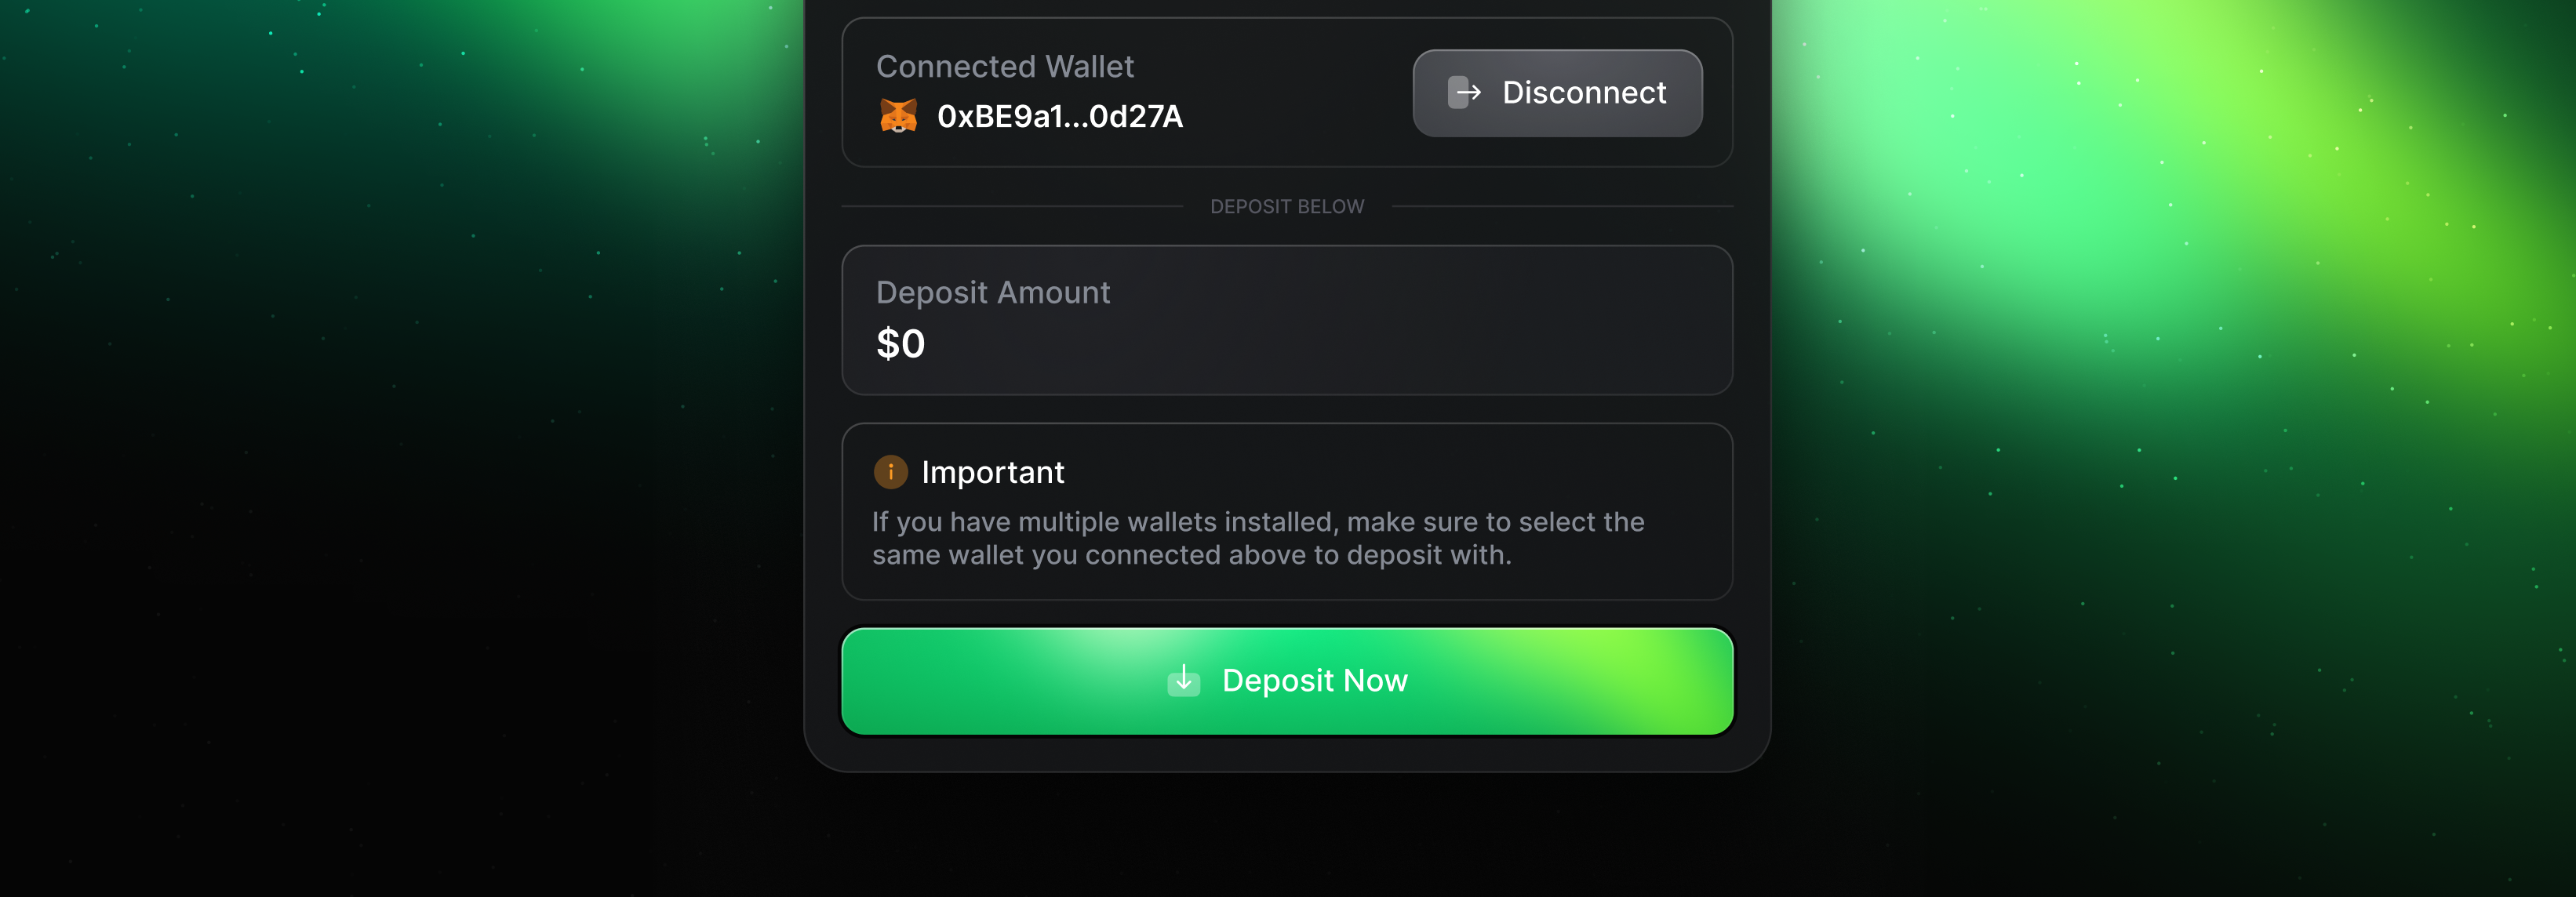 Connected Wallet
0xBE9a1...0d27A
Disconnect
DEPOSIT BELOW
Deposit Amount
$0
Important
If you have multiple wallets installed, make sure to select the
same wallet you connected above to deposit with.
Deposit Now